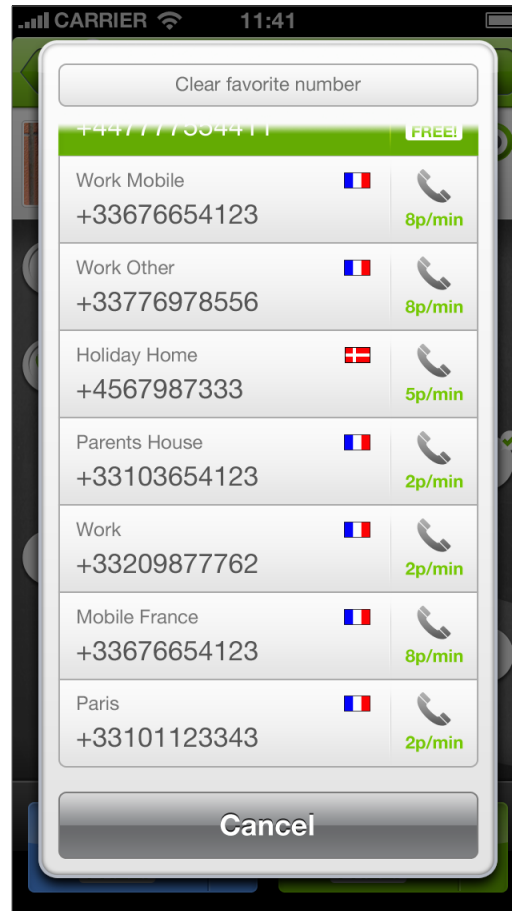 CARRIER 11:41
Clear favorite number
+447777554411
FREE!
Work Mobile
+33676654123
8p/min
Work Other
+33776978556
8p/min
Holiday Home
+4567987333
5p/min
Parents House
+33103654123
2p/min
Work
+33209877762
2p/min
Mobile France
+33676654123
8p/min
Paris
+33101123343
2p/min
Cancel